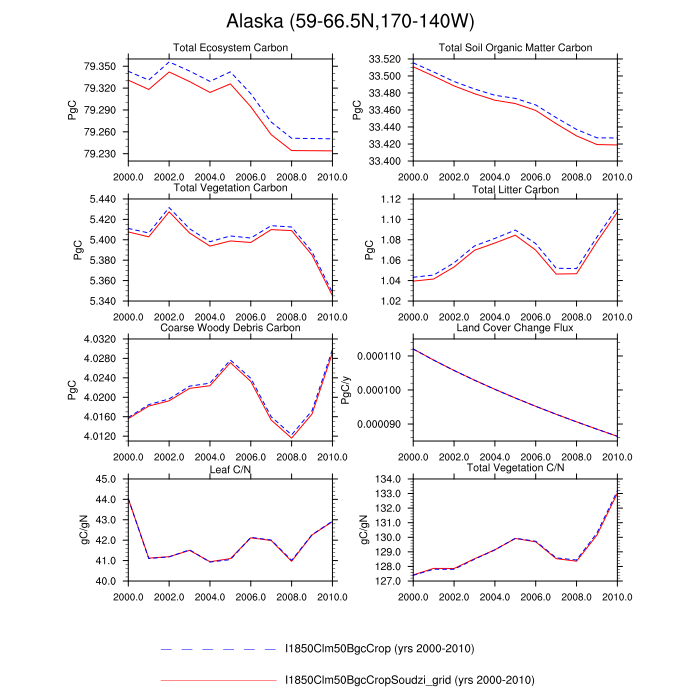 Alaska (59-66.5N,170-140W)
Total Ecosystem Carbon
PgC
79.350
79.320
79.290
79.260
79.230
2000.0 2002.0 2004.0 2006.0 2008.0 2010.0
Total Soil Organic Matter Carbon
PgC
33.520
33.500
33.480
33.460
33.440
33.420
33.400
2000.0 2002.0 2004.0 2006.0 2008.0 2010.0
Total Vegetation Carbon
PgC
5.440
5.420
5.400
5.380
5.360
5.340
2000.0 2002.0 2004.0 2006.0 2008.0 2010.0
Total Litter Carbon
PgC
1.12
1.10
1.08
1.06
1.04
1.02
2000.0 2002.0 2004.0 2006.0 2008.0 2010.0
Coarse Woody Debris Carbon
PgC
4.0320
4.0280
4.0240
4.0200
4.0160
4.0120
2000.0 2002.0 2004.0 2006.0 2008.0 2010.0
Land Cover Change Flux
PgC/y
0.000110
0.000100
0.000090
2000.0 2002.0 2004.0 2006.0 2008.0 2010.0
Leaf C/N
gC/gN
45.0
44.0
43.0
42.0
41.0
40.0
2000.0 2002.0 2004.0 2006.0 2008.0 2010.0
Total Vegetation C/N
gC/gN
134.0
133.0
132.0
131.0
130.0
129.0
128.0
127.0
2000.0 2002.0 2004.0 2006.0 2008.0 2010.0
I1850Clm50BgcCrop (yrs 2000-2010)
I1850Clm50BgcCropSoudzi_grid (yrs 2000-2010)